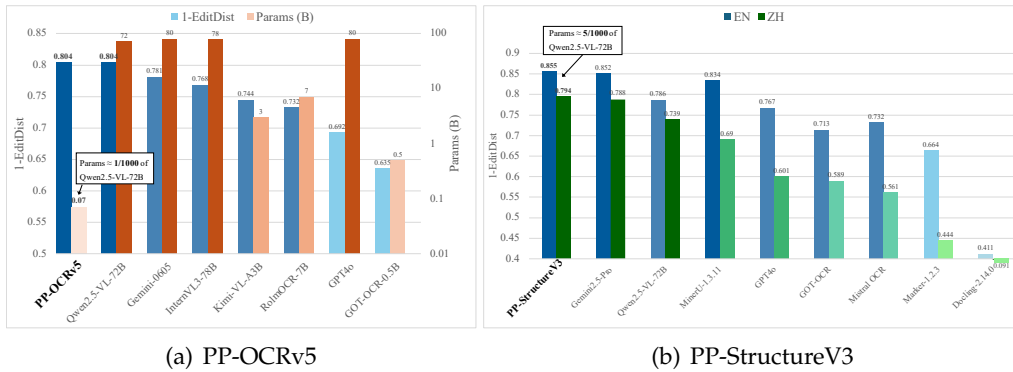 1-EditDist Params (B)
0.85
0.8
0.75
0.7
0.65
0.6
0.55
0.5
1-EditDist
100
10
1
0.1
0.01
Params (B)
0.804
0.07
0.804
72
0.781
80
0.768
78
0.744
3
0.732
7
0.692
80
0.635
0.5
Params ≈ 1/1000 of
Qwen2.5-VL-72B
PP-OCRv5
Qwen2.5-VL-72B
Gemini-0605
InternVL3-78B
Kimi-VL-A3B
RolmOCR-7B
GPT4o
GOT-OCR-0.5B
(a) PP-OCRv5
EN ZH
0.9
0.85
0.8
0.75
0.7
0.65
0.6
0.55
0.5
0.45
0.4
1-EditDist
Params ≈ 5/1000 of
Qwen2.5-VL-72B
0.855
0.794
0.852
0.788
0.786
0.739
0.834
0.69
0.767
0.601
0.713
0.589
0.732
0.561
0.664
0.444
0.411
0.091
PP-StructureV3
Gemini2.5-Pro
Qwen2.5-VL-72B
MinerU-1.3.11
GPT4o
GOT-OCR
Mistral OCR
Marker-1.2.3
Docling-2.14.0
(b) PP-StructureV3